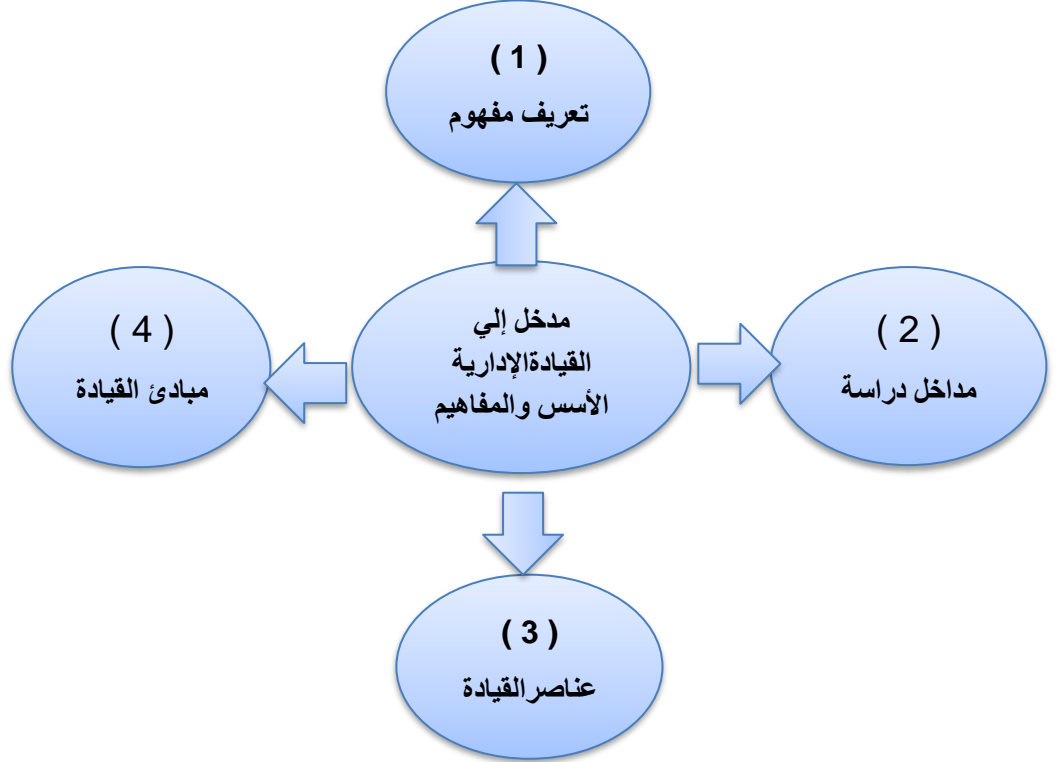 ( 1 )
تعريف مفهوم
مدخل إلي
القيادةالإدارية
الأسس والمفاهيم
( 2 )
مداخل دراسة
( 4 )
مبادئ القيادة
( 3 )
عناصرالقيادة